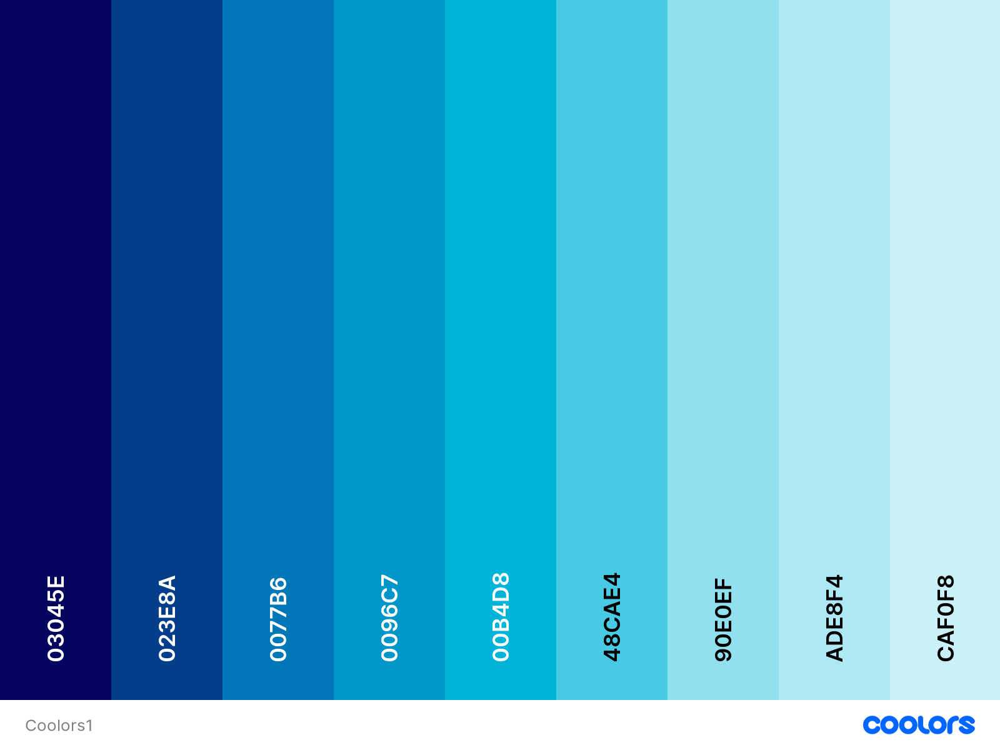 03045E
023E8A
0077B6
0096C7
00B4D8
48CAE4
90E0EF
ADE8F4
CAF0F8
Coolors1
coolors